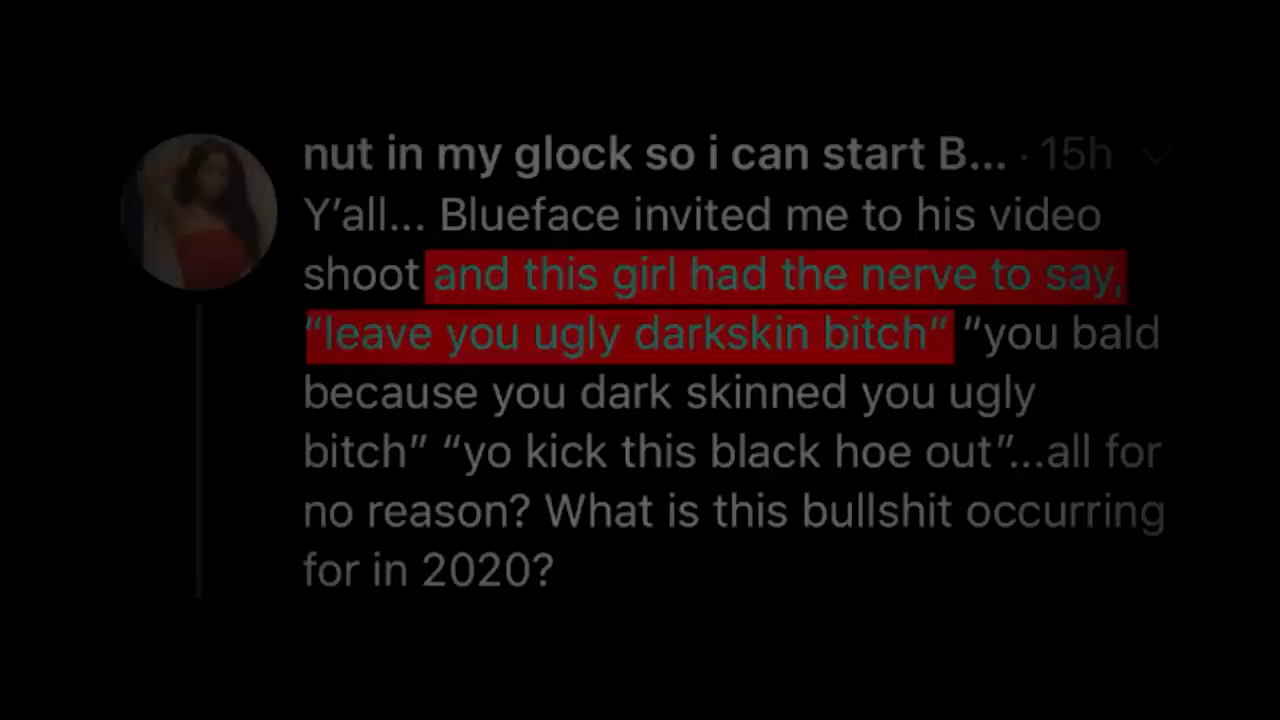 nut in my glock so i can start B... · 15h
Y’all... Blueface invited me to his video
shoot and this girl had the nerve to say,
“leave you ugly darkskin bitch“ “you bald
because you dark skinned you ugly
bitch” “yo kick this black hoe out”...all for
no reason? What is this bullshit occurring
for in 2020?